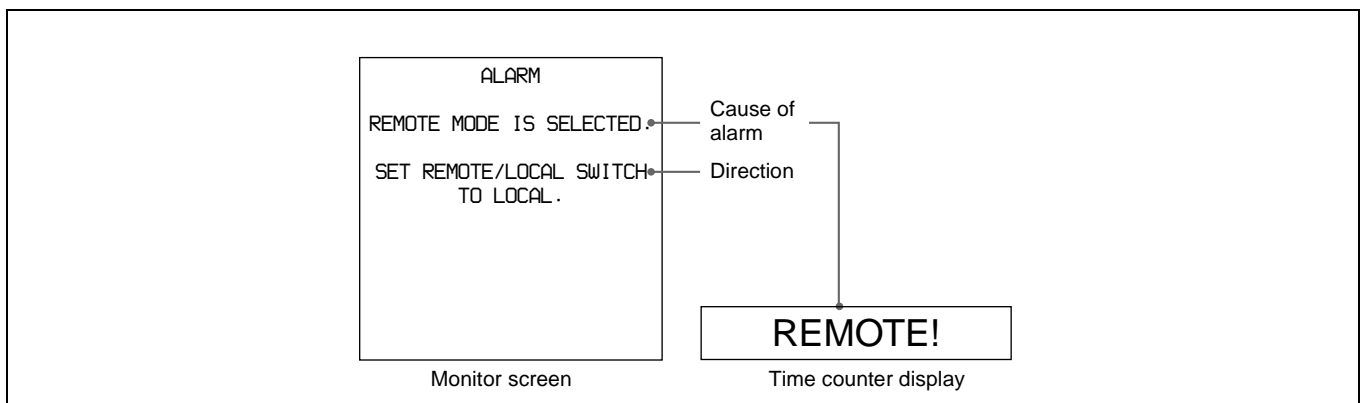 ALARM
REMOTE MODE IS SELECTED.
SET REMOTE/LOCAL SWITCH
TO LOCAL.
Cause of
alarm
Direction
REMOTE!
Monitor screen
Time counter display